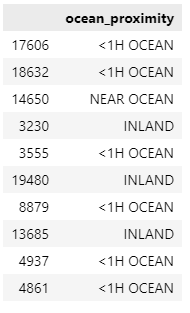 ocean_proximity
17606 <1H OCEAN
18632 <1H OCEAN
14650 NEAR OCEAN
3230 INLAND
3555 <1H OCEAN
19480 INLAND
8879 <1H OCEAN
13685 INLAND
4937 <1H OCEAN
4861 <1H OCEAN